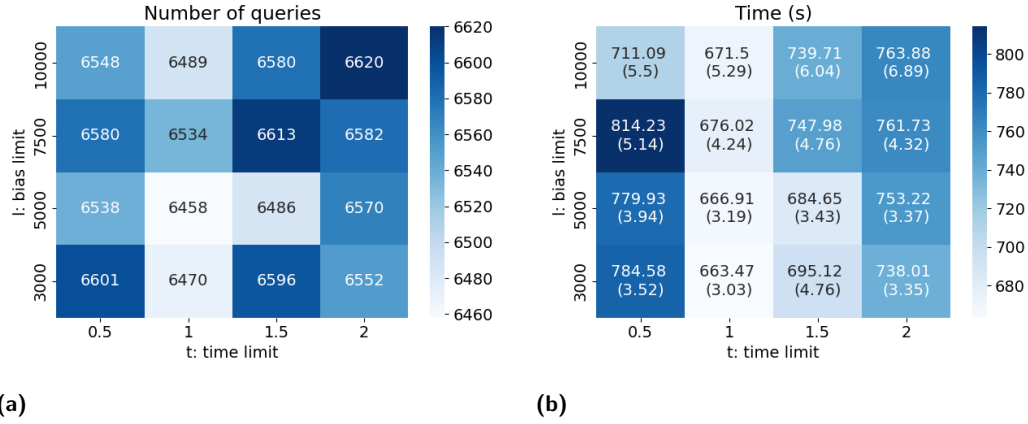 Number of queries
10000
6548 6489 6580 6620
7500
6580 6534 6613 6582
5000
6538 6458 6486 6570
3000
6601 6470 6596 6552
0.5 1 1.5 2
t: time limit
l: bias limit
6620
6600
6580
6560
6540
6520
6500
6480
6460
(a)
Time (s)
10000
711.09 671.5 739.71 763.88
(5.5) (5.29) (6.04) (6.89)
7500
814.23 676.02 747.98 761.73
(5.14) (4.24) (4.76) (4.32)
5000
779.93 666.91 684.65 753.22
(3.94) (3.19) (3.43) (3.37)
3000
784.58 663.47 695.12 738.01
(3.52) (3.03) (4.76) (3.35)
0.5 1 1.5 2
t: time limit
l: bias limit
800
780
760
740
720
700
680
(b)